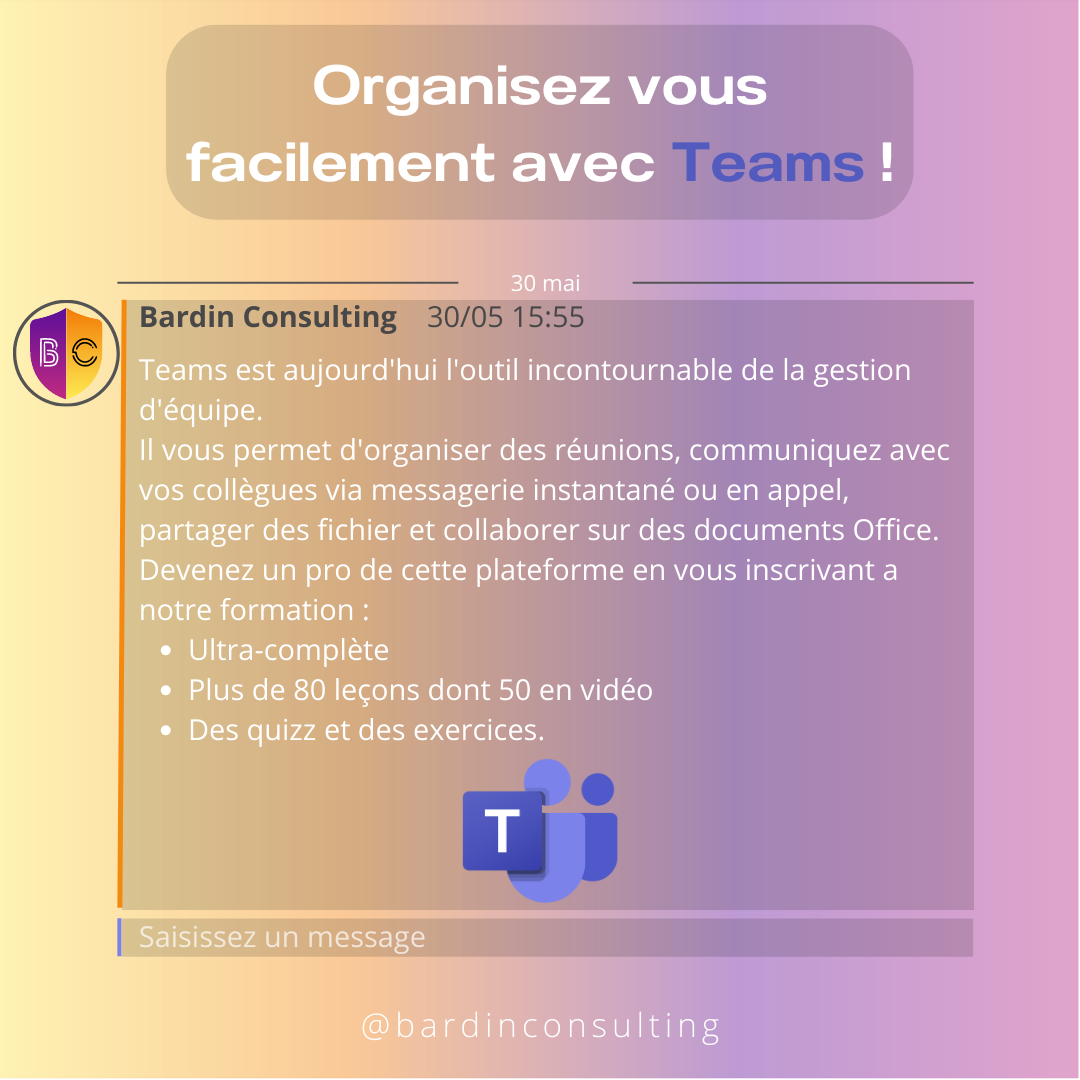 Organisez vous
facilement avec Teams !
30 mai
Bardin Consulting 30/05 15:55
BC
Teams est aujourd'hui l'outil incontournable de la gestion
d'équipe.
Il vous permet d'organiser des réunions, communiquez avec
vos collègues via messagerie instantané ou en appel,
partager des fichier et collaborer sur des documents Office.
Devenez un pro de cette plateforme en vous inscrivant a
notre formation :
• Ultra-complète
• Plus de 80 leçons dont 50 en vidéo
• Des quizz et des exercices.
T
Saisissez un message
@bardinconsulting